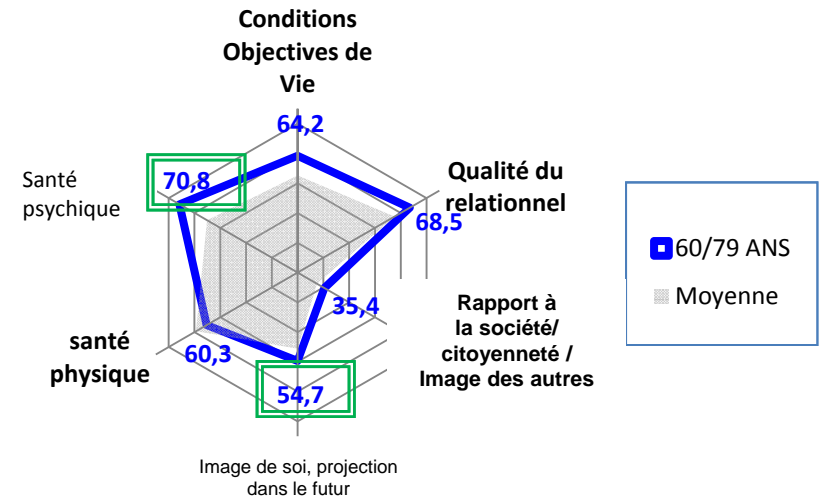 Conditions
Objectives de
Vie
64,2
Santé
psychique
70,8
Qualité du
relationnel
68,5
60/79 ANS
Moyenne
35,4
Rapport à
la société/
citoyenneté /
Image des autres
santé
physique
60,3
54,7
Image de soi, projection
dans le futur